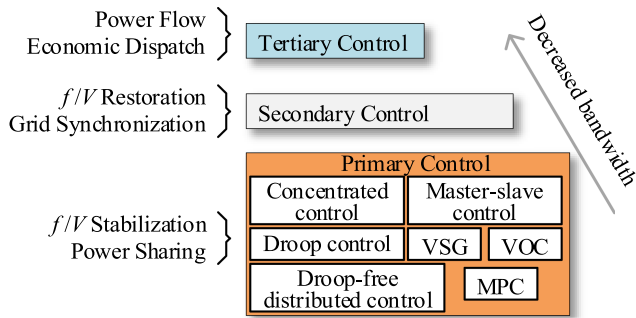 Power Flow
Economic Dispatch
Tertiary Control
Decreased bandwidth
f/V Restoration
Grid Synchronization
Secondary Control
Primary Control
Concentrated
control
Master-slave
control
f/V Stabilization
Power Sharing
Droop control
VSG
VOC
Droop-free
distributed control
MPC